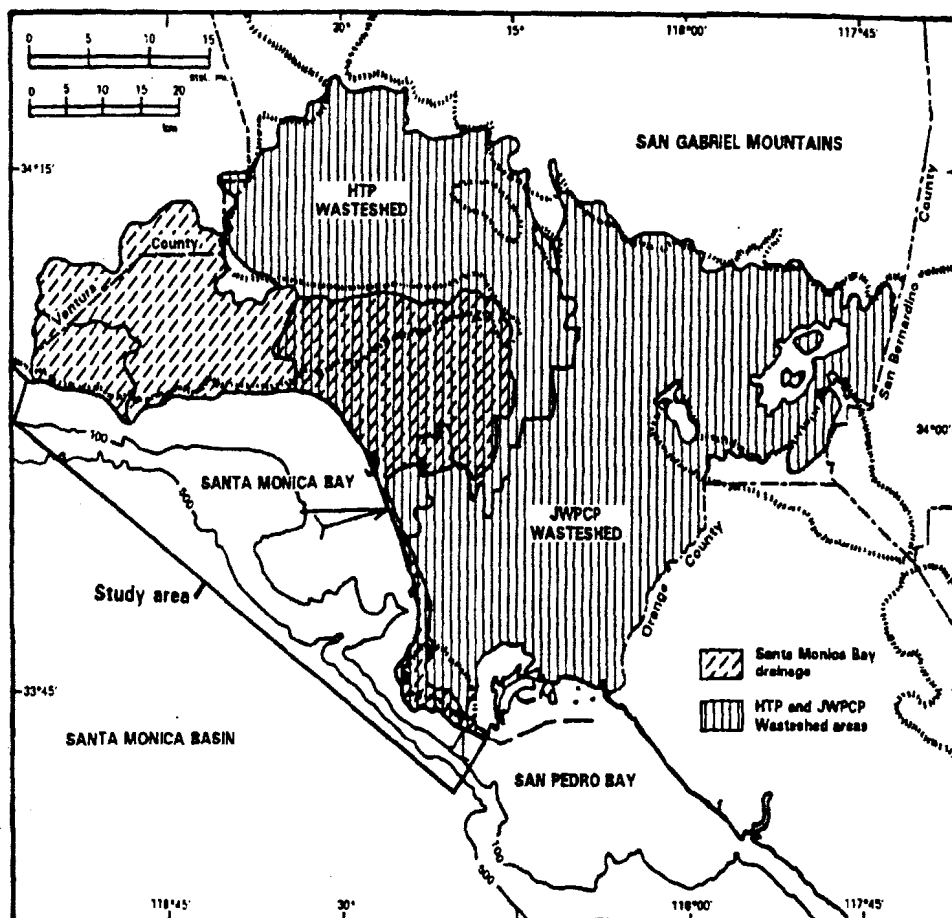 0 5 10 15
stat. mi.
0 5 10 15 20
km
30°
15°
118°00'
117°45'
34°15'
SAN GABRIEL MOUNTAINS
HTP
WASTESHED
County
Ventura
County
San Bernardino
34°00'
100
500
SANTA MONICA BAY
JWPCP
WASTESHED
Study area
Orange County
Santa Monica Bay
drainage
HTP and JWPCP
Wasteshed areas
33°45'
SANTA MONICA BASIN
SAN PEDRO BAY
100
500
118°45'
30°
118°00'
117°45'